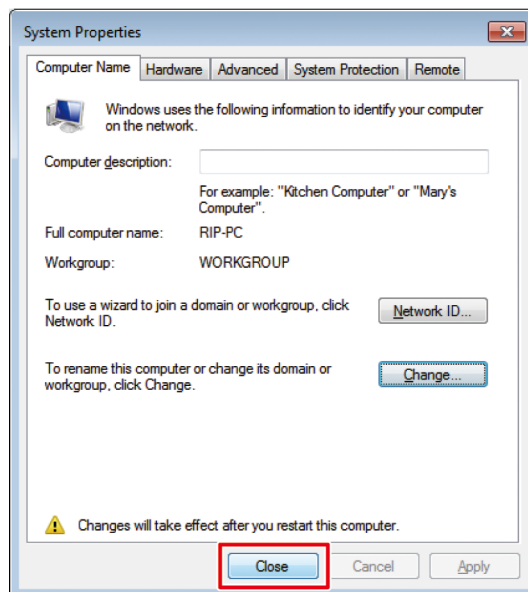 System Properties
Computer Name Hardware Advanced System Protection Remote
Windows uses the following information to identify your computer
on the network.
Computer description:
For example: "Kitchen Computer" or "Mary's
Computer".
Full computer name: RIP-PC
Workgroup: WORKGROUP
To use a wizard to join a domain or workgroup, click
Network ID.
Network ID...
To rename this computer or change its domain or
workgroup, click Change.
Change...
Changes will take effect after you restart this computer.
Close Cancel Apply